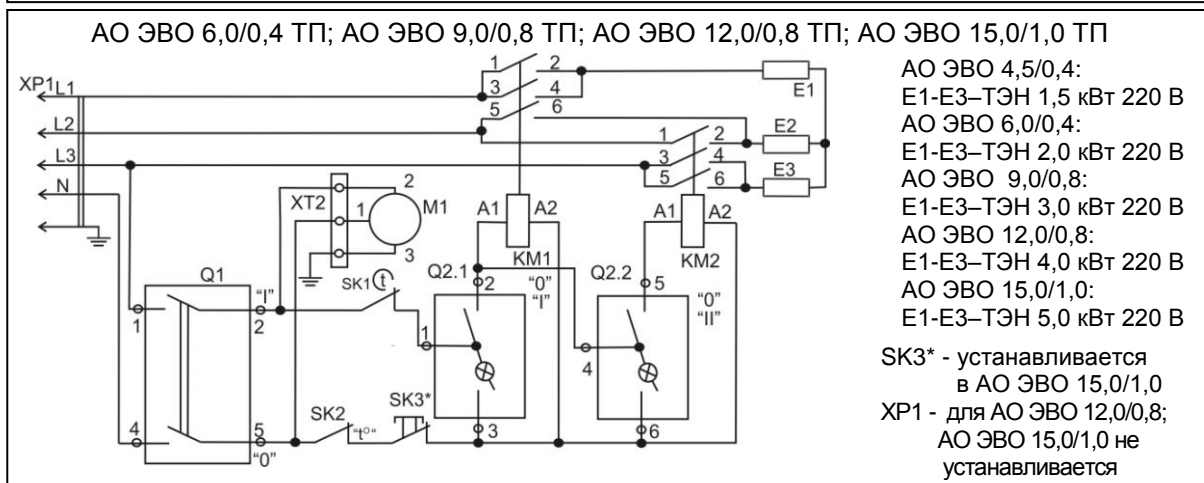 АО ЭВО 6,0/0,4 ТП; АО ЭВО 9,0/0,8 ТП; АО ЭВО 12,0/0,8 ТП; АО ЭВО 15,0/1,0 ТП
XP1
L1
L2
L3
N
1
2
3
4
5
6
E1
1
2
3
4
5
6
E2
E3
XT2
2
1
3
M1
A1
A2
KM1
A1
A2
KM2
Q1
"I"
1
2
4
5
"0"
SK1
t
SK2
"t°"
SK3*
Q2.1
2
"0"
"I"
1
3
Q2.2
5
"0"
"II"
4
6
АО ЭВО 4,5/0,4:
Е1-Е3–ТЭН 1,5 кВт 220 В
АО ЭВО 6,0/0,4:
Е1-Е3–ТЭН 2,0 кВт 220 В
АО ЭВО 9,0/0,8:
Е1-Е3–ТЭН 3,0 кВт 220 В
АО ЭВО 12,0/0,8:
Е1-Е3–ТЭН 4,0 кВт 220 В
АО ЭВО 15,0/1,0:
Е1-Е3–ТЭН 5,0 кВт 220 В
SK3* - устанавливается
в АО ЭВО 15,0/1,0
XP1 - для АО ЭВО 12,0/0,8;
АО ЭВО 15,0/1,0 не
устанавливается